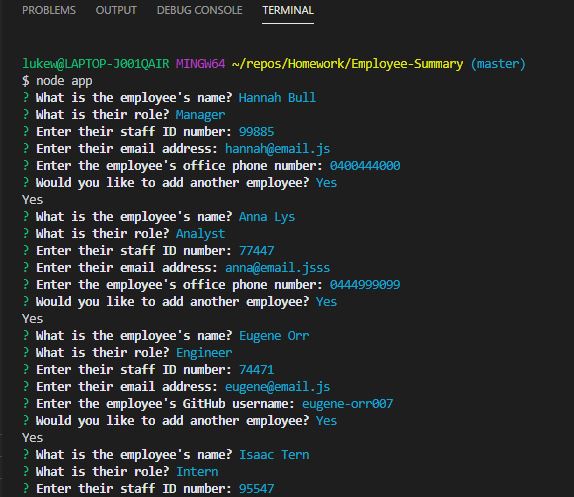 PROBLEMS OUTPUT DEBUG CONSOLE TERMINAL
lukew@LAPTOP-J001QAIR MINGW64 ~/repos/Homework/Employee-Summary (master)
$ node app
? What is the employee's name? Hannah Bull
? What is their role? Manager
? Enter their staff ID number: 99885
? Enter their email address: hannah@email.js
? Enter the employee's office phone number: 0400444000
? Would you like to add another employee? Yes
Yes
? What is the employee's name? Anna Lys
? What is their role? Analyst
? Enter their staff ID number: 77447
? Enter their email address: anna@email.jsss
? Enter the employee's office phone number: 0444999099
? Would you like to add another employee? Yes
Yes
? What is the employee's name? Eugene Orr
? What is their role? Engineer
? Enter their staff ID number: 74471
? Enter their email address: eugene@email.js
? Enter the employee's GitHub username: eugene-orr007
? Would you like to add another employee? Yes
Yes
? What is the employee's name? Isaac Tern
? What is their role? Intern
? Enter their staff ID number: 95547